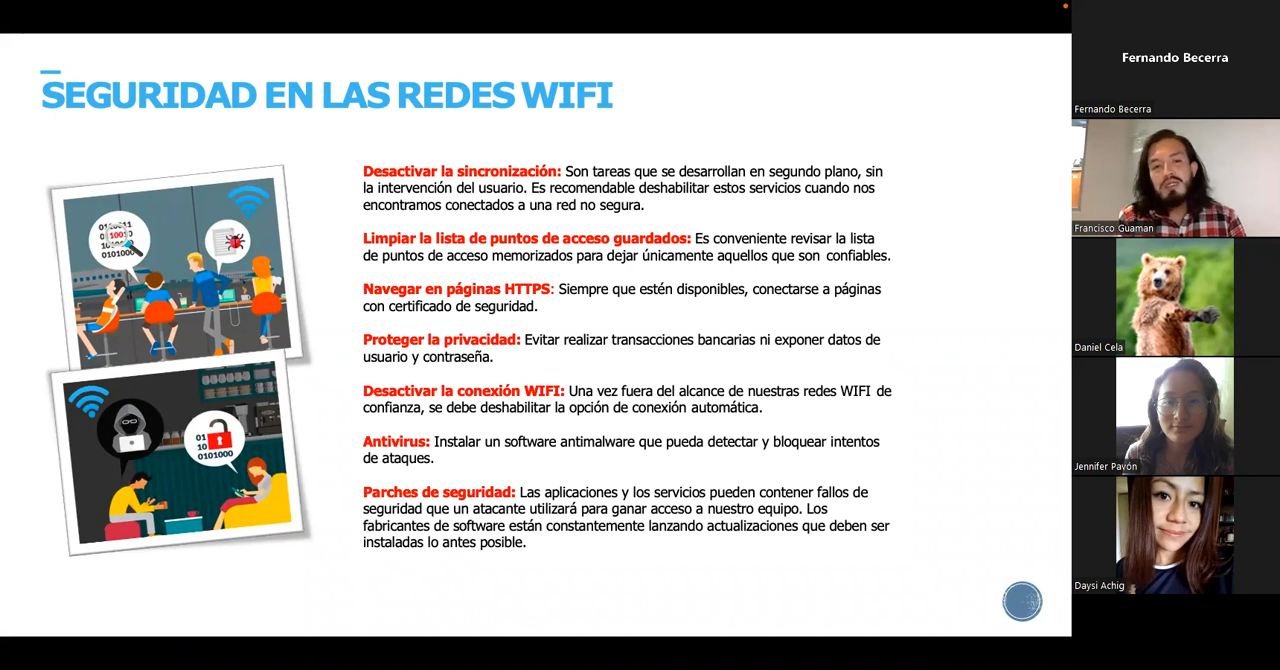 SEGURIDAD EN LAS REDES WIFI
Desactivar la sincronización: Son tareas que se desarrollan en segundo plano, sin
la intervención del usuario. Es recomendable deshabilitar estos servicios cuando nos
encontramos conectados a una red no segura.
Limpiar la lista de puntos de acceso guardados: Es conveniente revisar la lista
de puntos de acceso memorizados para dejar únicamente aquellos que son confiables.
Navegar en páginas HTTPS: Siempre que estén disponibles, conectarse a páginas
con certificado de seguridad.
Proteger la privacidad: Evitar realizar transacciones bancarias ni exponer datos de
usuario y contraseña.
Desactivar la conexión WIFI: Una vez fuera del alcance de nuestras redes WIFI de
confianza, se debe deshabilitar la opción de conexión automática.
Antivirus: Instalar un software antimalware que pueda detectar y bloquear intentos
de ataques.
Parches de seguridad: Las aplicaciones y los servicios pueden contener fallos de
seguridad que un atacante utilizará para ganar acceso a nuestro equipo. Los
fabricantes de software están constantemente lanzando actualizaciones que deben ser
instaladas lo antes posible.
0101000
01
10
0101000
Fernando Becerra
Fernando Becerra
Francisco Guaman
Daniel Cela
Jennifer Pavón
Daysi Achig